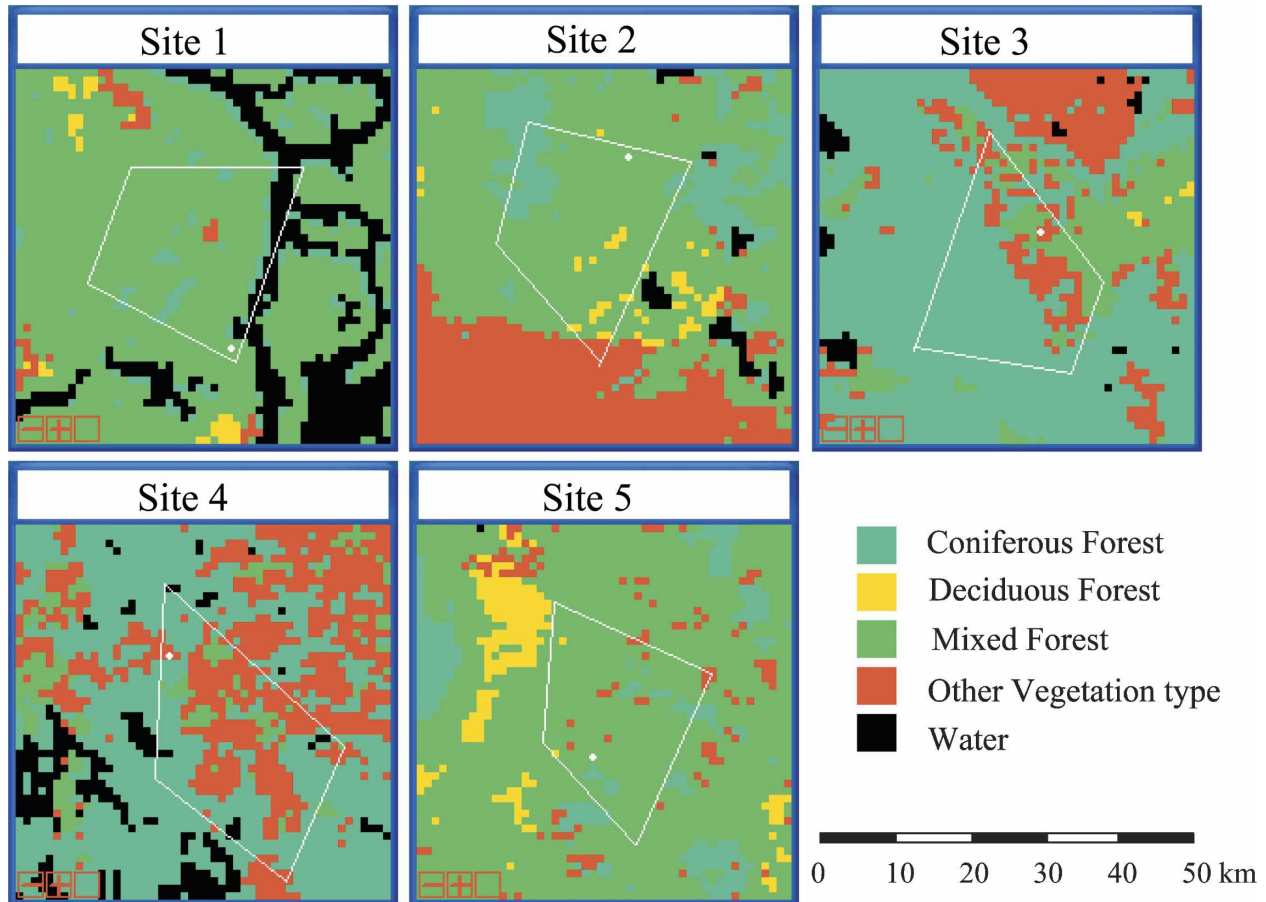 Site 1
Site 2
Site 3
Site 4
Site 5
Coniferous Forest
Deciduous Forest
Mixed Forest
Other Vegetation type
Water
0 10 20 30 40 50 km